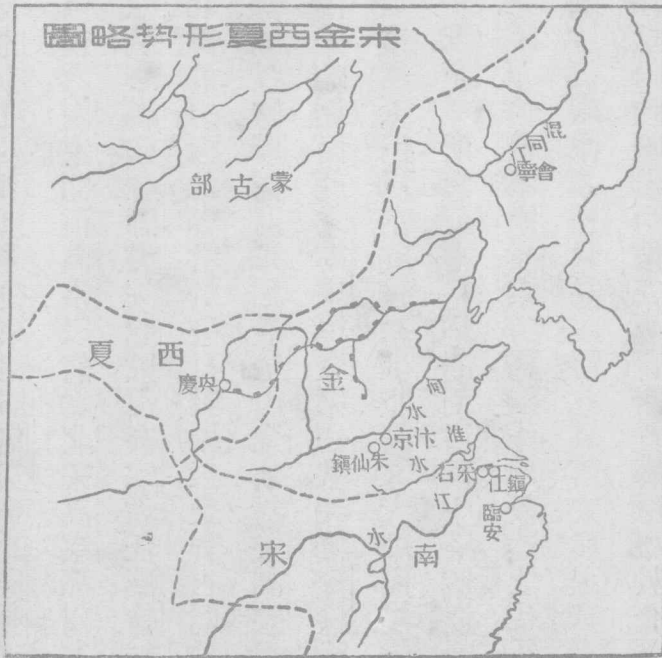 宋金西夏形勢略圖
混同江
會寧
蒙古部
西夏
興慶
金
河水
汴京
朱仙鎮
淮水
采石
鎮江
江水
臨安
南宋